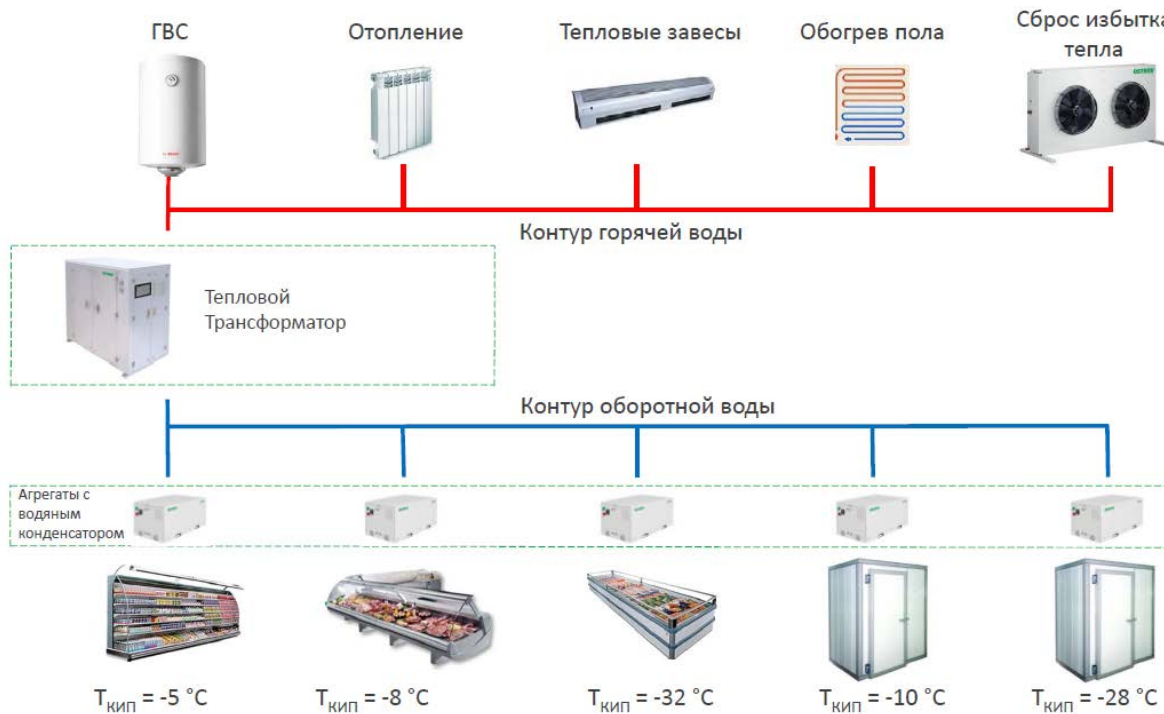 ГВС
Отопление
Тепловые завесы
Обогрев пола
Сброс избытка
тепла
OSTROV
Контур горячей воды
Тепловой
Трансформатор
Контур оборотной воды
Агрегаты с
водяным
конденсатором
Tкип = -5 °C
Tкип = -8 °C
Tкип = -32 °C
Tкип = -10 °C
Tкип = -28 °C